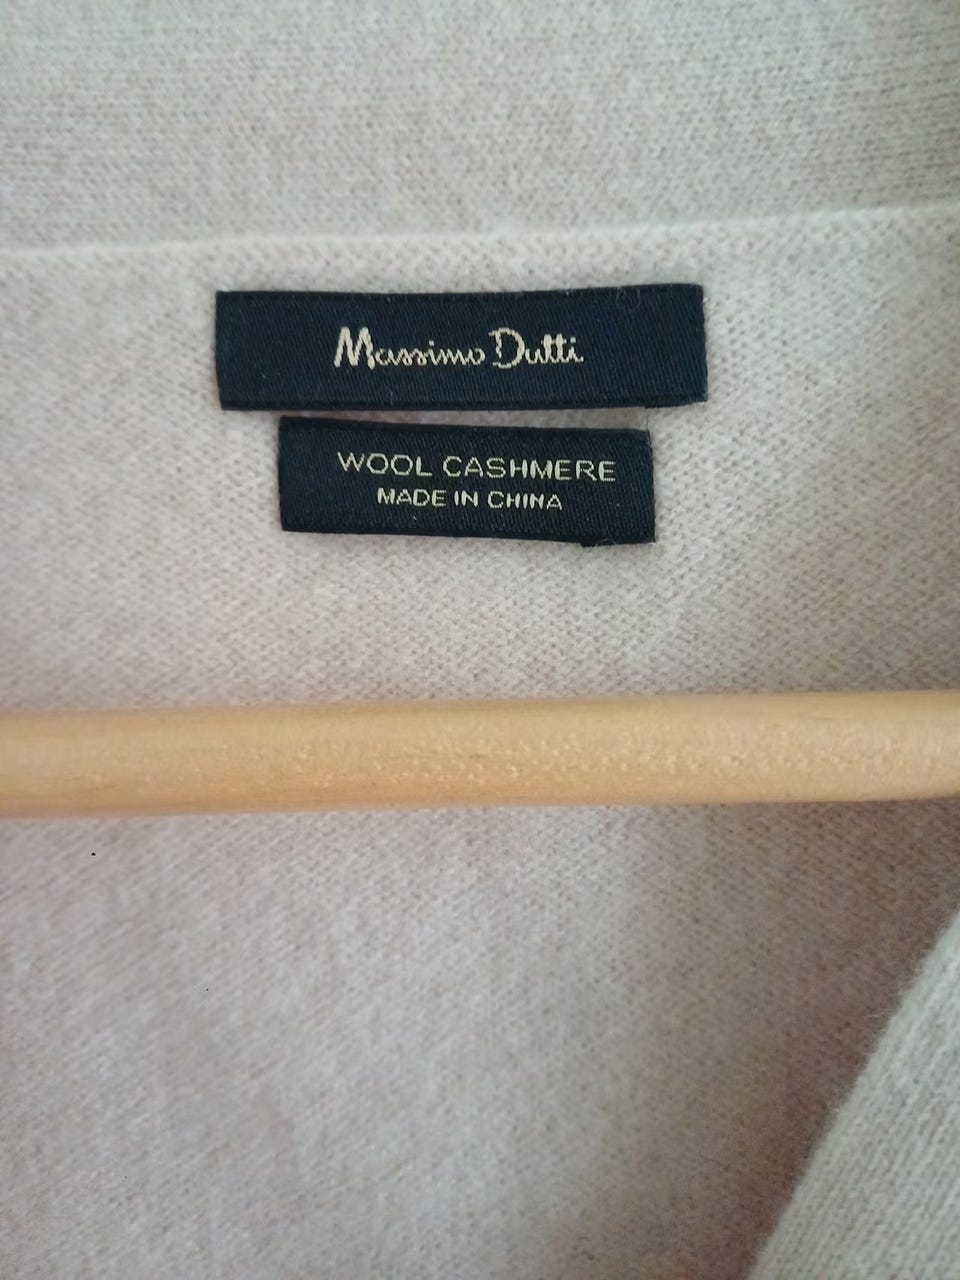 Massimo Dutti
WOOL CASHMERE
MADE IN CHINA